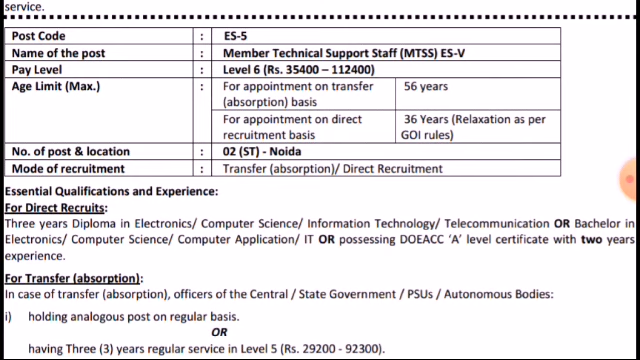 service.
Post Code : ES-5
Name of the post : Member Technical Support Staff (MTSS) ES-V
Pay Level : Level 6 (Rs. 35400 – 112400)
Age Limit (Max.) : For appointment on transfer (absorption) basis 56 years
For appointment on direct recruitment basis 36 Years (Relaxation as per GOI rules)
No. of post & location : 02 (ST) - Noida
Mode of recruitment : Transfer (absorption)/ Direct Recruitment
Essential Qualifications and Experience:
For Direct Recruits:
Three years Diploma in Electronics/ Computer Science/ Information Technology/ Telecommunication OR Bachelor in
Electronics/ Computer Science/ Computer Application/ IT OR possessing DOEACC 'A' level certificate with two years
experience.
For Transfer (absorption):
In case of transfer (absorption), officers of the Central / State Government / PSUs / Autonomous Bodies:
i) holding analogous post on regular basis.
OR
having Three (3) years regular service in Level 5 (Rs. 29200 - 92300).